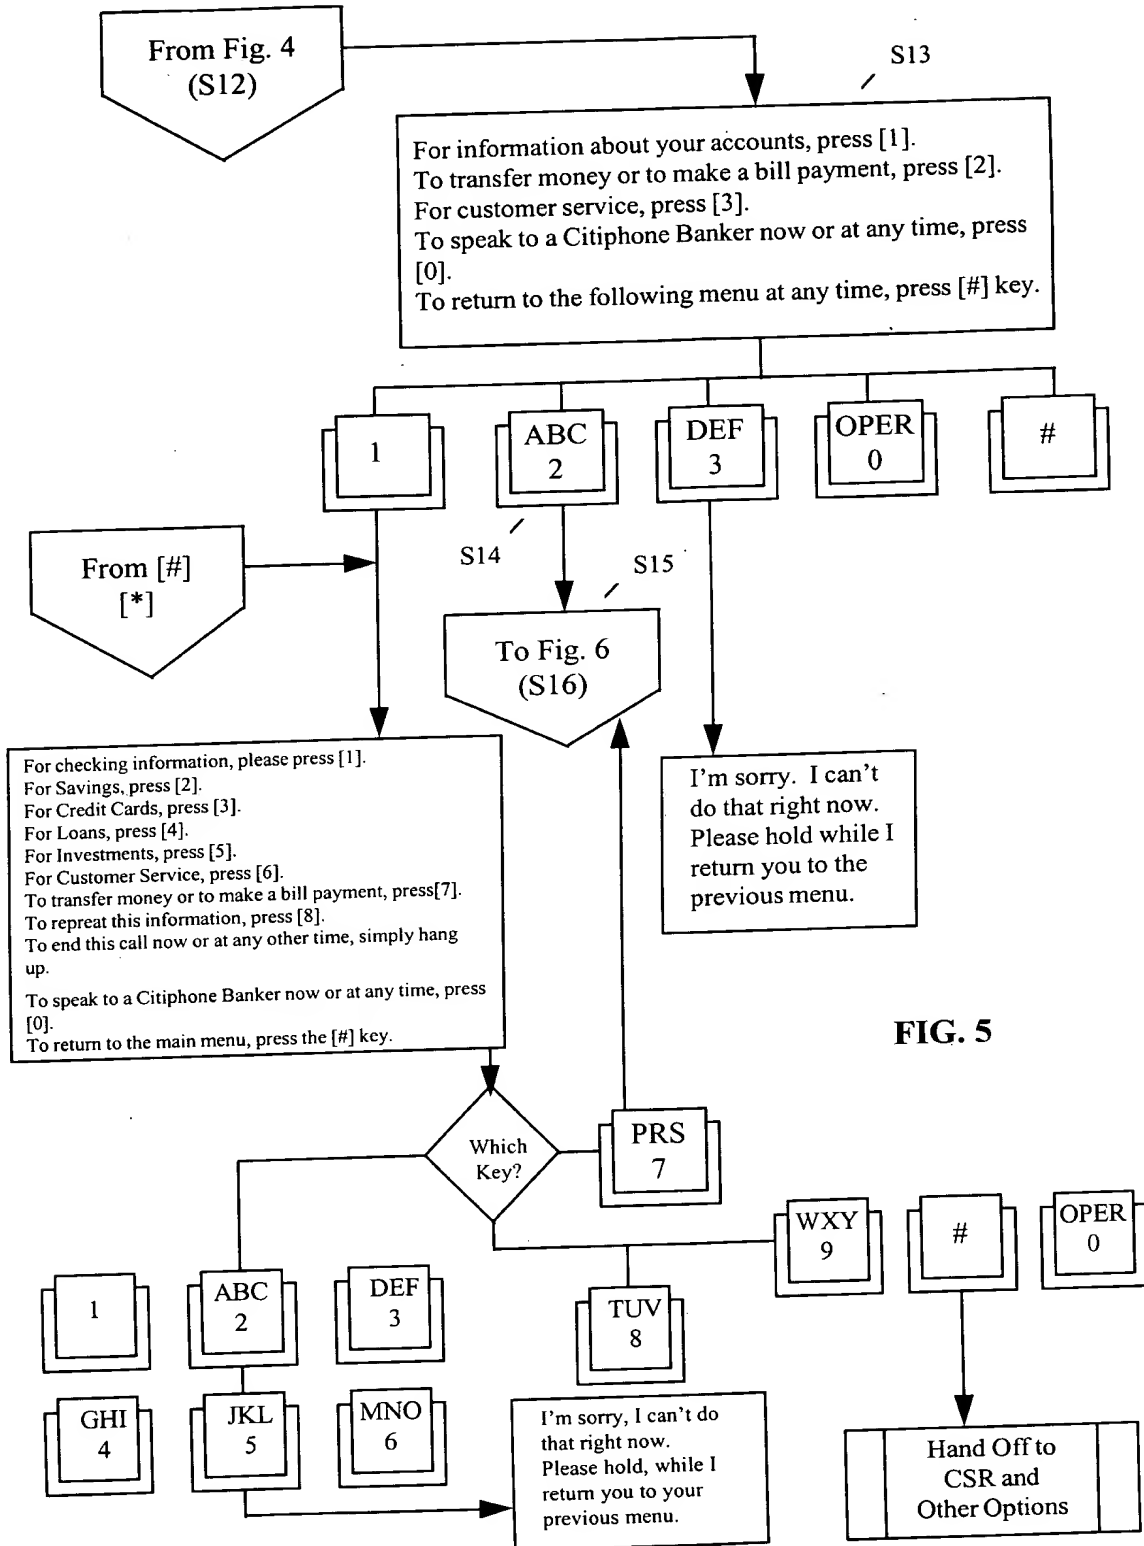 From Fig. 4
(S12)
S13
For information about your accounts, press [1].
To transfer money or to make a bill payment, press [2].
For customer service, press [3].
To speak to a Citiphone Banker now or at any time, press
[0].
To return to the following menu at any time, press [#] key.
1
ABC
2
DEF
3
OPER
0
#
S14
From [#]
[*]
S15
To Fig. 6
(S16)
For checking information, please press [1].
For Savings, press [2].
For Credit Cards, press [3].
For Loans, press [4].
For Investments, press [5].
For Customer Service, press [6].
To transfer money or to make a bill payment, press[7].
To repreat this information, press [8].
To end this call now or at any other time, simply hang
up.
To speak to a Citiphone Banker now or at any time, press
[0].
To return to the main menu, press the [#] key.
I'm sorry. I can't
do that right now.
Please hold while I
return you to the
previous menu.
FIG. 5
Which
Key?
PRS
7
WXY
9
#
OPER
0
1
ABC
2
DEF
3
TUV
8
GHI
4
JKL
5
MNO
6
I'm sorry, I can't do
that right now.
Please hold, while I
return you to your
previous menu.
Hand Off to
CSR and
Other Options